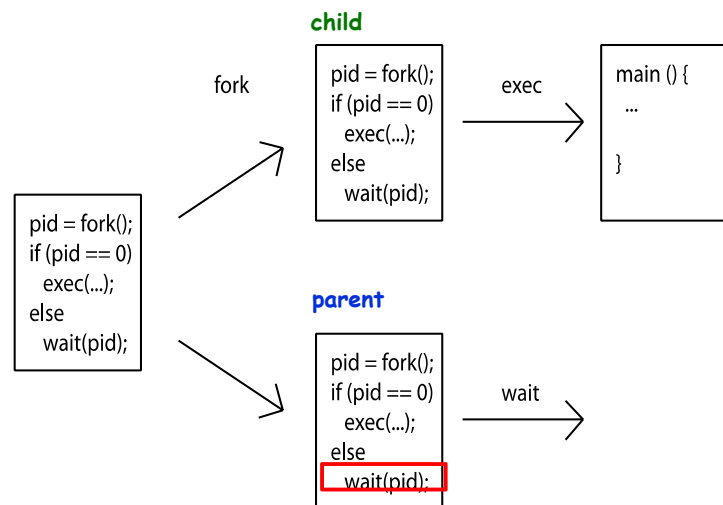 child
fork
pid = fork();
if (pid == 0)
exec(...);
else
wait(pid);
exec
main () {
...
}
pid = fork();
if (pid == 0)
exec(...);
else
wait(pid);
parent
pid = fork();
if (pid == 0)
exec(...);
else
wait(pid);
wait